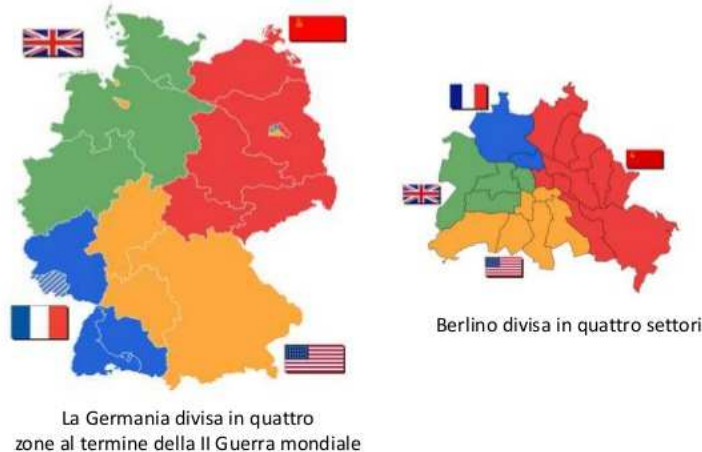 Berlino divisa in quattro settori
La Germania divisa in quattro
zone al termine della II Guerra mondiale